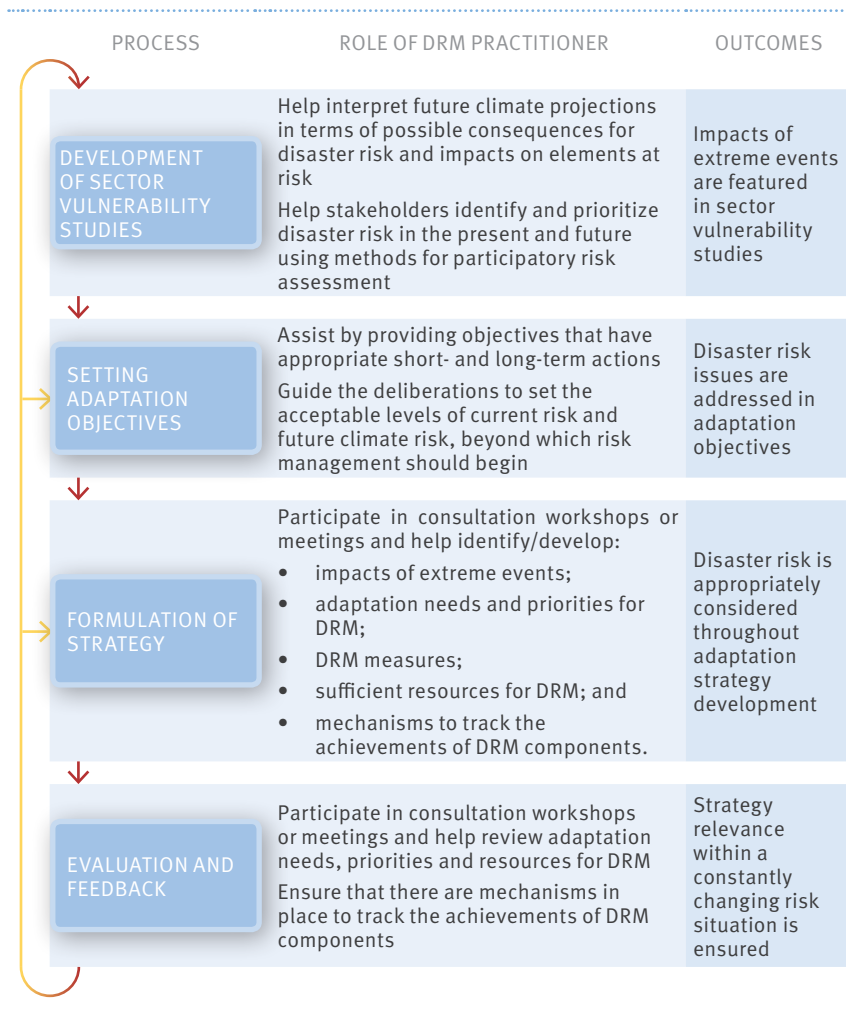 PROCESS
ROLE OF DRM PRACTITIONER
OUTCOMES
DEVELOPMENT
OF SECTOR
VULNERABILITY
STUDIES
Help interpret future climate projections
in terms of possible consequences for
disaster risk and impacts on elements at
risk
Help stakeholders identify and prioritize
disaster risk in the present and future
using methods for participatory risk
assessment
Impacts of
extreme events
are featured
in sector
vulnerability
studies
SETTING
ADAPTATION
OBJECTIVES
Assist by providing objectives that have
appropriate short- and long-term actions
Guide the deliberations to set the
acceptable levels of current risk and
future climate risk, beyond which risk
management should begin
Disaster risk
issues are
addressed in
adaptation
objectives
FORMULATION OF
STRATEGY
Participate in consultation workshops or
meetings and help identify/develop:
• impacts of extreme events;
• adaptation needs and priorities for
DRM;
• DRM measures;
• sufficient resources for DRM; and
• mechanisms to track the
achievements of DRM components.
Disaster risk is
appropriately
considered
throughout
adaptation
strategy
development
EVALUATION AND
FEEDBACK
Participate in consultation workshops
or meetings and help review adaptation
needs, priorities and resources for DRM
Ensure that there are mechanisms in
place to track the achievements of DRM
components
Strategy
relevance
within a
constantly
changing risk
situation is
ensured